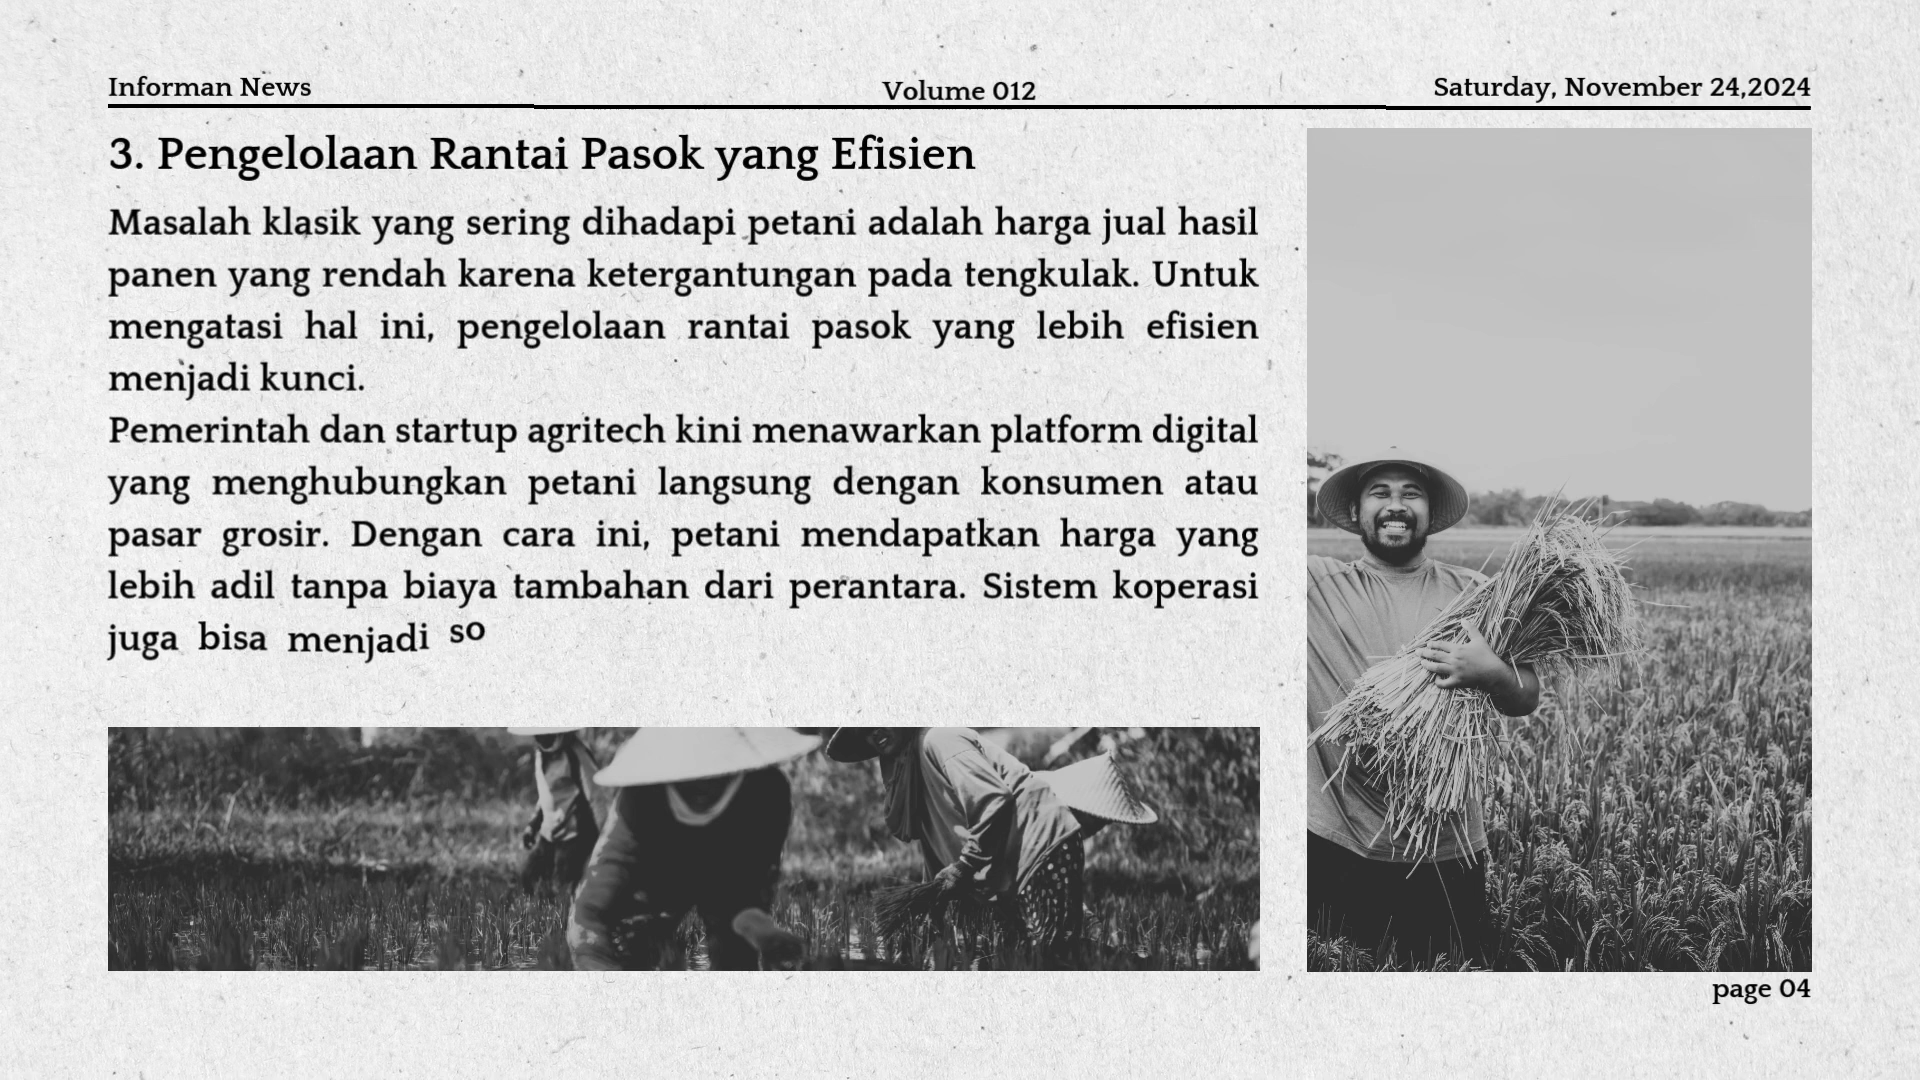 Informan News
Volume 012
Saturday, November 24,2024
3. Pengelolaan Rantai Pasok yang Efisien
Masalah klasik yang sering dihadapi petani adalah harga jual hasil
panen yang rendah karena ketergantungan pada tengkulak. Untuk
mengatasi hal ini, pengelolaan rantai pasok yang lebih efisien
menjadi kunci.
Pemerintah dan startup agritech kini menawarkan platform digital
yang menghubungkan petani langsung dengan konsumen atau
pasar grosir. Dengan cara ini, petani mendapatkan harga yang
lebih adil tanpa biaya tambahan dari perantara. Sistem koperasi
juga bisa menjadi so
page 04